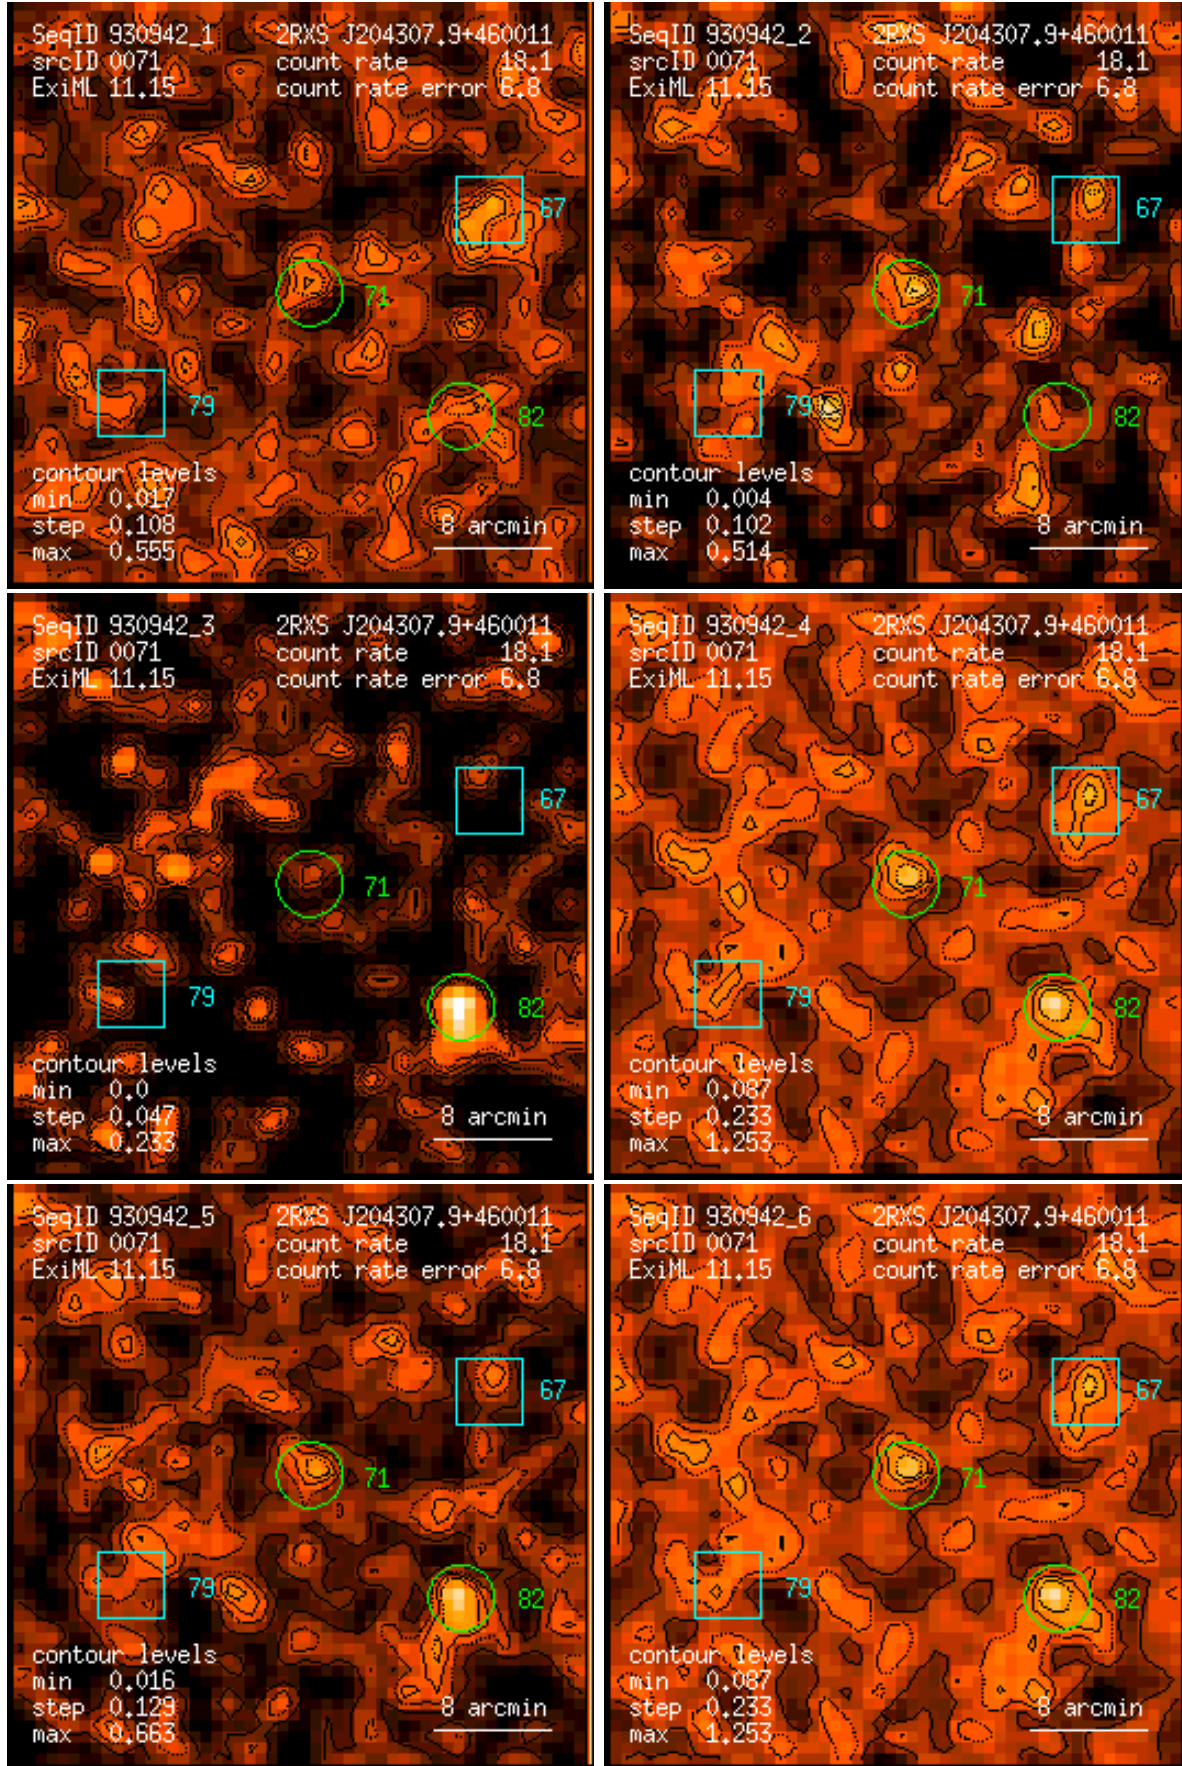 SeqID 930942_1 2RXS J204307.9+460011
srcID 0071 count rate 18.1
ExiML 11.15 count rate error 6.8
67
71
79
82
contour levels
min 0.017
step 0.108 8 arcmin
max 0.555
SeqID 930942_2 2RXS J204307.9+460011
srcID 0071 count rate 18.1
ExiML 11.15 count rate error 6.8
67
71
79
82
contour levels
min 0.004
step 0.102 8 arcmin
max 0.514
SeqID 930942_3 2RXS J204307.9+460011
srcID 0071 count rate 18.1
ExiML 11.15 count rate error 6.8
67
71
79
82
contour levels
min 0.0
step 0.047 8 arcmin
max 0.233
SeqID 930942_4 2RXS J204307.9+460011
srcID 0071 count rate 18.1
ExiML 11.15 count rate error 6.8
67
71
79
82
contour levels
min 0.087
step 0.233 8 arcmin
max 1.253
SeqID 930942_5 2RXS J204307.9+460011
srcID 0071 count rate 18.1
ExiML 11.15 count rate error 6.8
67
71
79
82
contour levels
min 0.016
step 0.129 8 arcmin
max 0.663
SeqID 930942_6 2RXS J204307.9+460011
srcID 0071 count rate 18.1
ExiML 11.15 count rate error 6.8
67
71
79
82
contour levels
min 0.087
step 0.233 8 arcmin
max 1.253